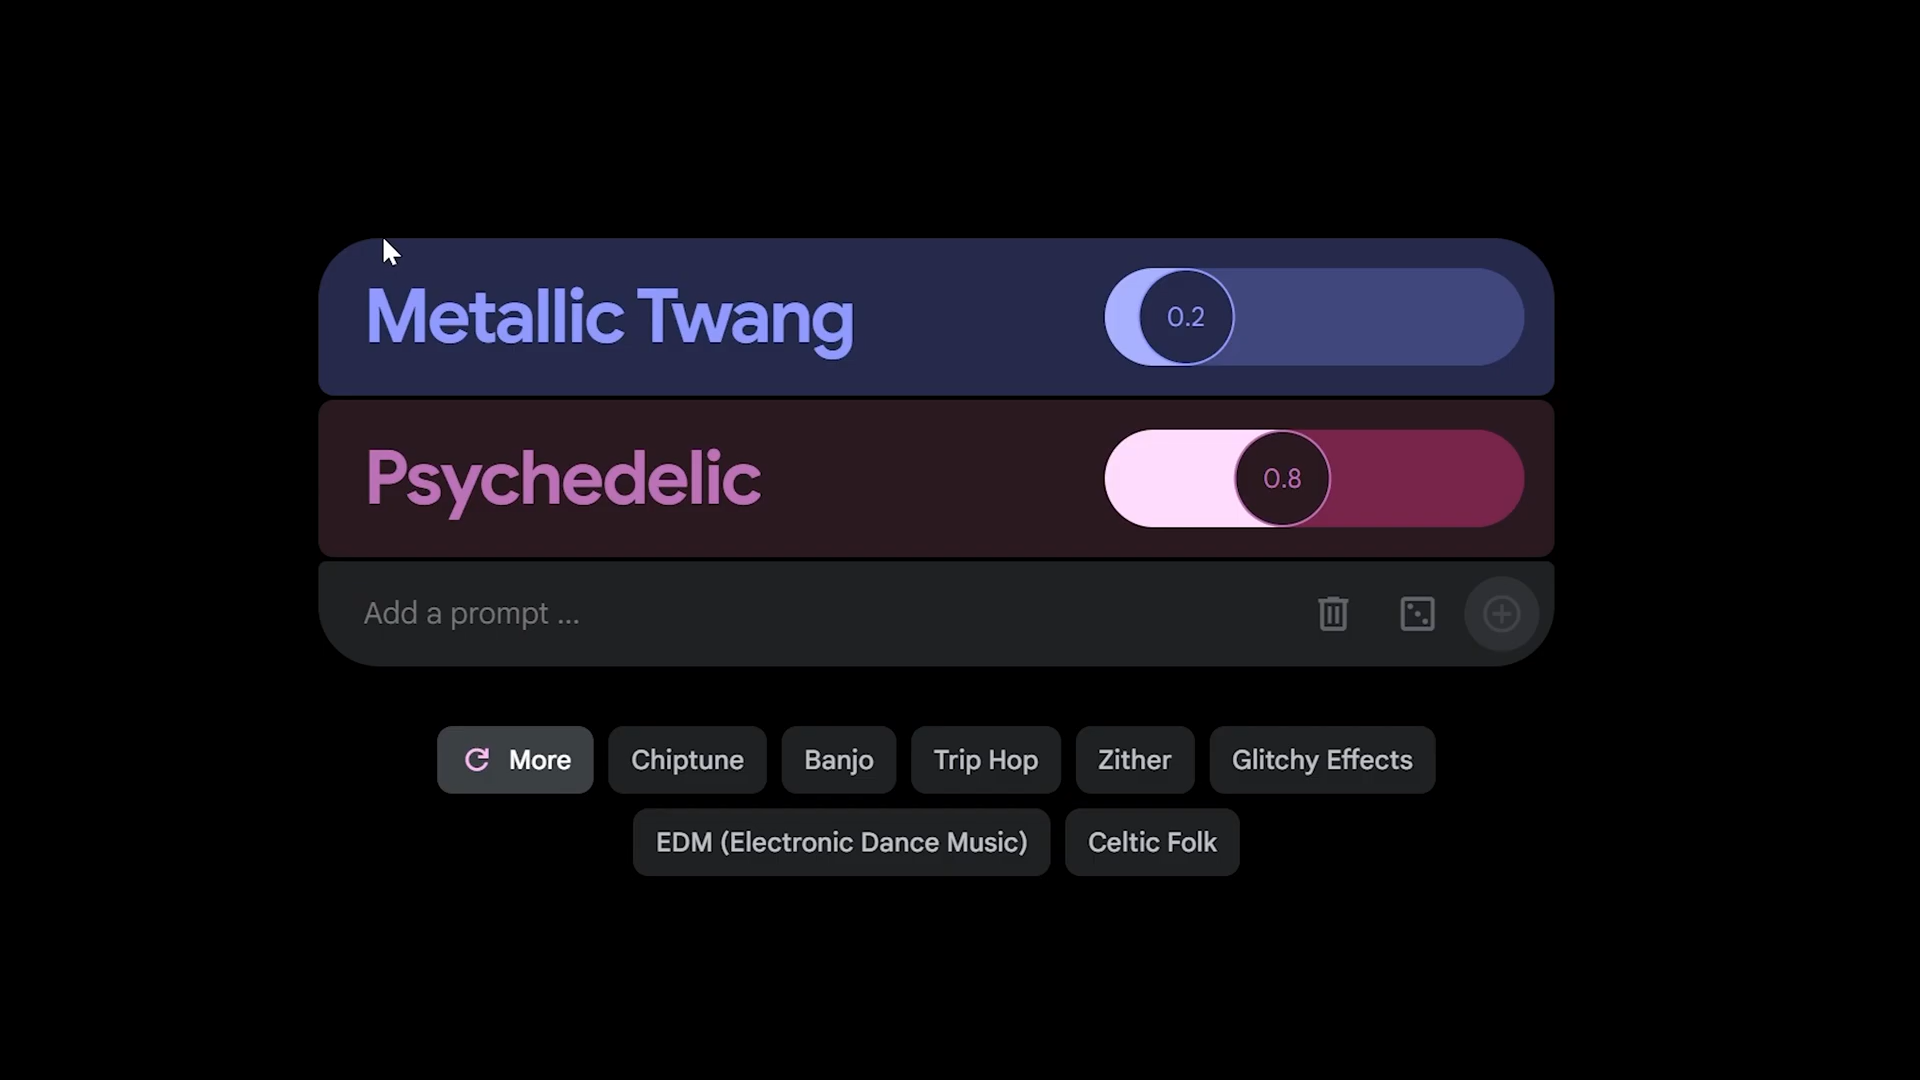 Metallic Twang 0.2
Psychedelic 0.8
Add a prompt ...
More Chiptune Banjo Trip Hop Zither Glitchy Effects
EDM (Electronic Dance Music) Celtic Folk